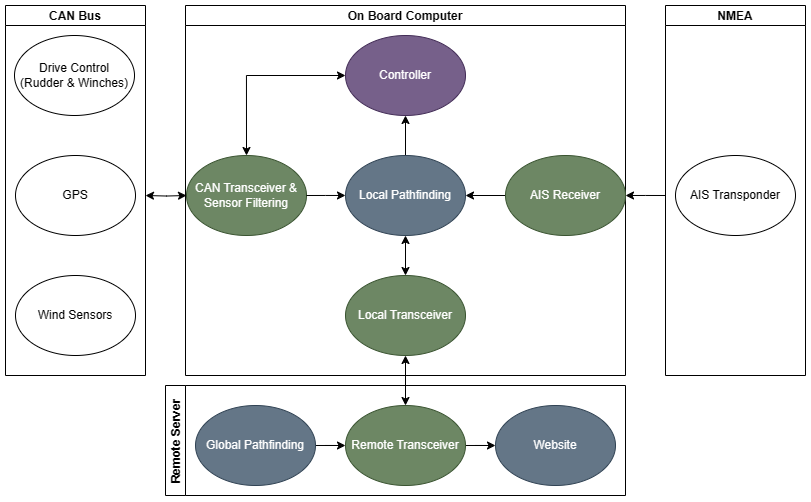 CAN Bus
On Board Computer
NMEA
Drive Control
(Rudder & Winches)
Controller
GPS
CAN Transceiver &
Sensor Filtering
Local Pathfinding
AIS Receiver
AIS Transponder
Wind Sensors
Local Transceiver
Remote Server
Global Pathfinding
Remote Transceiver
Website